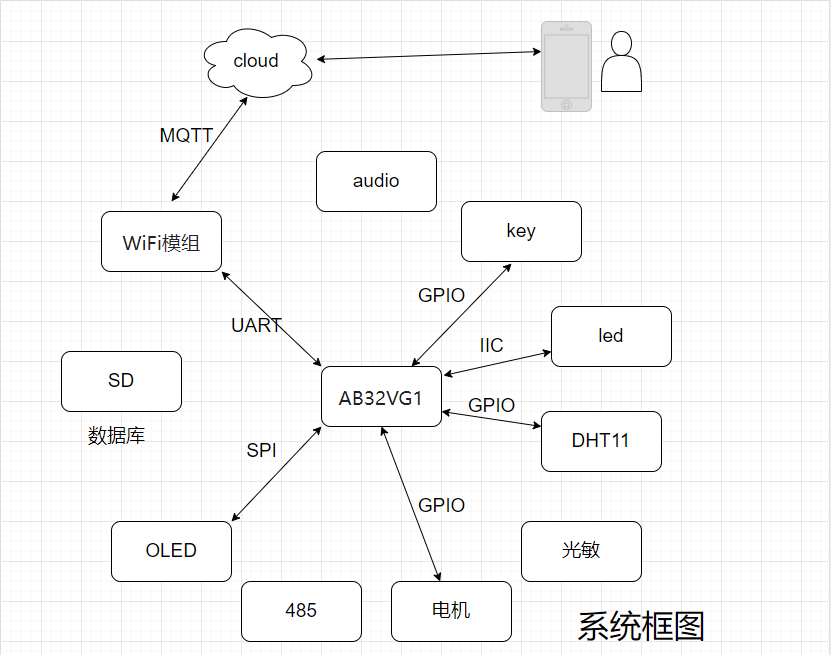 cloud
MQTT
audio
key
WiFi模组
GPIO
UART
IIC
led
SD
AB32VG1
GPIO
数据库
DHT11
SPI
GPIO
OLED
光敏
485
电机
系统框图